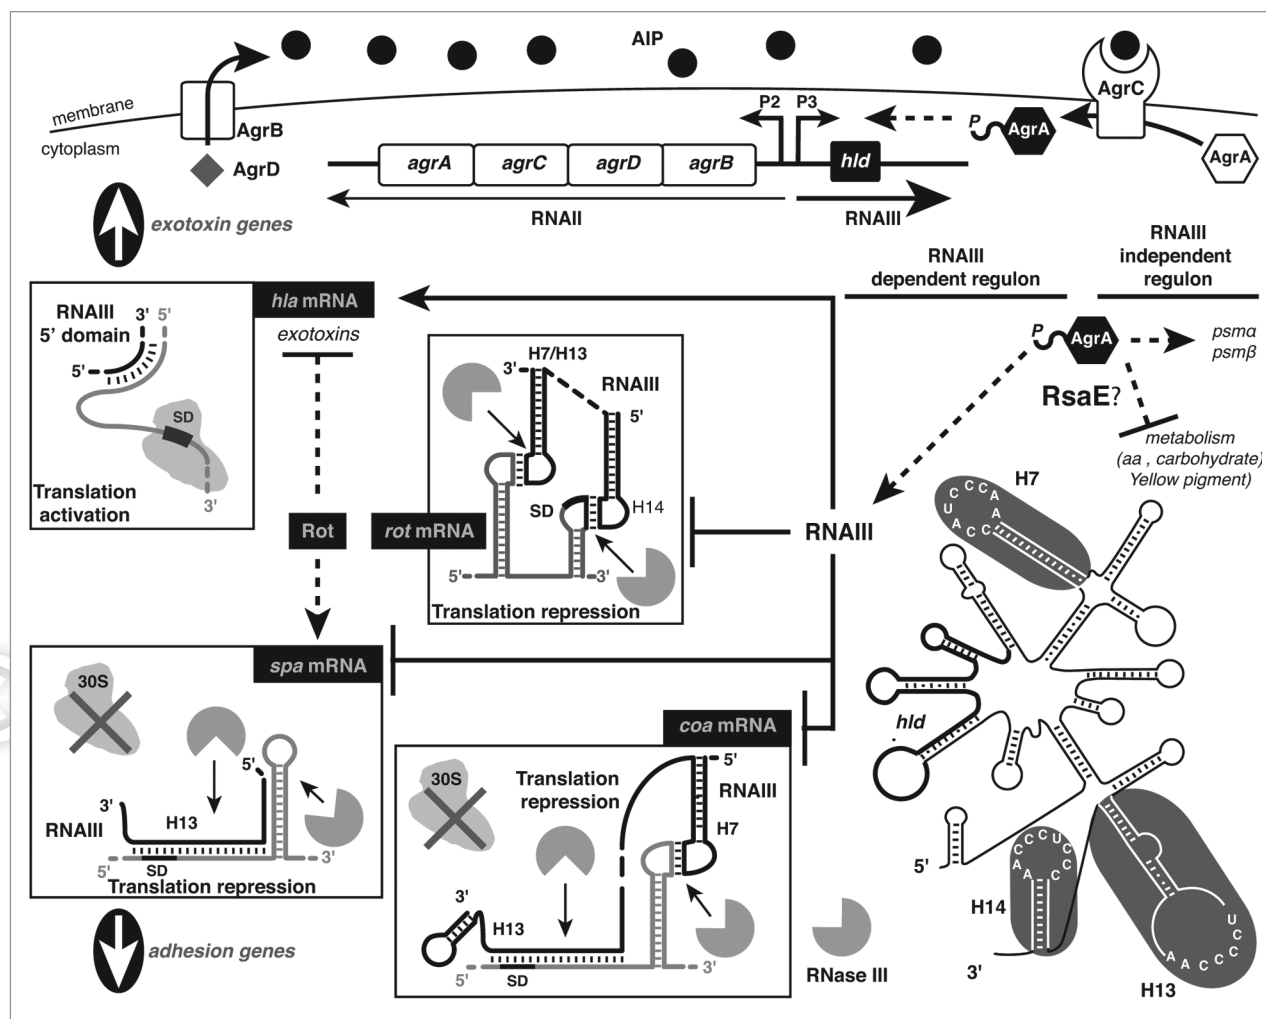 AIP
membrane
cytoplasm
AgrB
AgrD
P2
P3
P
AgrA
AgrC
AgrA
agrA
agrC
agrD
agrB
hld
RNAII
RNAIII
exotoxin genes
RNAIII
dependent regulon
RNAIII
independent
regulon
RNAIII
5' domain
3'
5'
5'
SD
3'
Translation
activation
hla mRNA
exotoxins
Rot
rot mRNA
H7/H13
3'
RNAIII
5'
SD
H14
5'
3'
Translation repression
P
AgrA
psmα
psmβ
RsaE?
metabolism
(aa , carbohydrate)
Yellow pigment)
RNAIII
spa mRNA
30S
5'
3'
RNAIII
H13
5'
SD
3'
Translation repression
adhesion genes
coa mRNA
30S
Translation
repression
5'
RNAIII
H7
3'
H13
5'
SD
3'
RNase III
H7
U C C C A A
A
A U C C
hld
5'
H14
A A C C C U C C C A A
3'
U C C C C C A A
H13